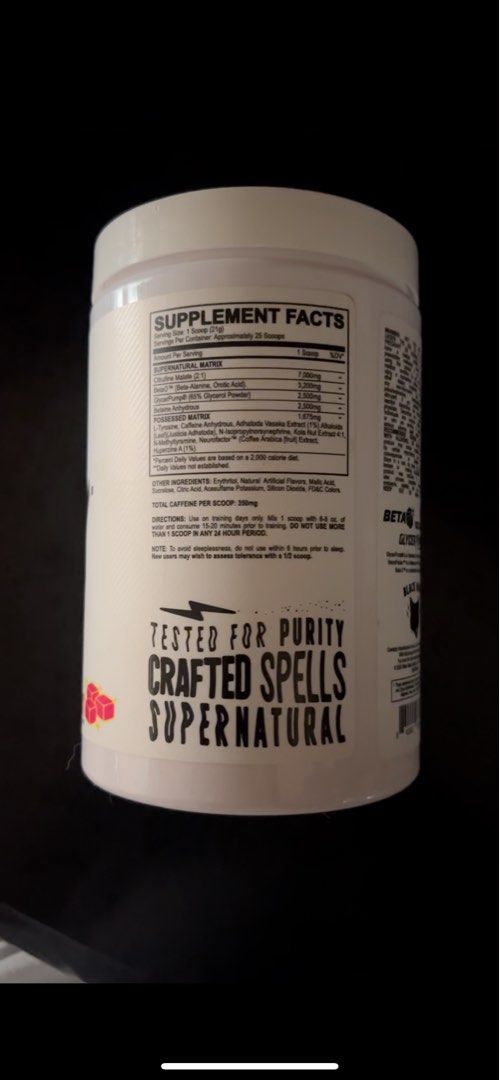 SUPPLEMENT FACTS
Serving Size: 1 Scoop (21g)
Servings Per Container: Approximately 25 Scoops
Amount Per Serving 1 Scoop %DV*
SUPERNATURAL MATRIX
Citrulline Malate (2:1) 7,000mg –
BetaO™ (Beta-Alanine, Orotic Acid) 3,200mg –
GlycerPump® (65% Glycerol Powder) 2,500mg –
Betaine Anhydrous 2,500mg –
POSSESSED MATRIX 1,675mg –
L-Tyrosine, Caffeine Anhydrous, Adhatoda Vasaka Extract (1%) Alkaloids
(Leaf)(Justicia Adhatoda), N-Isopropylnorsynephrine, Kola Nut Extract 4:1,
N-Methyltyramine, Neurofactor™ (Coffea Arabica [fruit] Extract,
Huperzine A (1%).
*Percent Daily Values are based on a 2,000 calorie diet.
**Daily Values not established.
OTHER INGREDIENTS: Erythritol, Natural Artificial Flavors, Malic Acid,
Sucralose, Citric Acid, Acesulfame Potassium, Silicon Dioxide, FD&C Colors.
TOTAL CAFFEINE PER SCOOP: 350mg
DIRECTIONS: Use on training days only. Mix 1 scoop with 6-8 oz. of
water and consume 15-20 minutes prior to training. DO NOT USE MORE
THAN 1 SCOOP IN ANY 24 HOUR PERIOD.
NOTE: To avoid sleeplessness, do not use within 6 hours prior to sleep.
New users may wish to assess tolerance with a 1/2 scoop.
TESTED FOR PURITY
CRAFTED SPELLS
SUPERNATURAL
BETA
GLYCER
BLACK